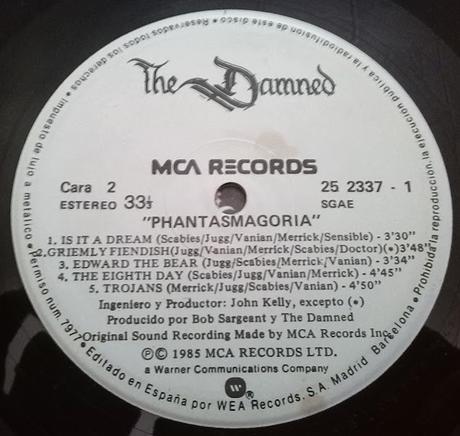 The Damned
MCA RECORDS
Cara 2
ESTEREO 33⅓
25 2337 - 1
SGAE
"PHANTASMAGORIA"
1. IS IT A DREAM (Scabies/Jugg/Vanian/Merrick/Sensible) - 3'30"
2.GRIEMLY FIENDISH(Jugg/Vanian/Merrick/Scabies/Doctor)(•)3'48"
3. EDWARD THE BEAR (Jugg/Scabies/Merrick/Vanian) - 3'34"
4. THE EIGHTH DAY (Scabies/Jugg/Vanian/Merrick) - 4'45"
5. TROJANS (Merrick/Jugg/Scabies/Vanian) - 4'50"
Ingeniero y Productor: John Kelly, excepto (•)
Producido por Bob Sargeant y The Damned
Original Sound Recording Made by MCA Records Inc.
Ⓟ© 1985 MCA RECORDS LTD.
a Warner Communications Company
®
• Permiso num. 7977 • Editado en España por WEA Records, S.A. Madrid. Barcelona • Prohibida la reproducción, la ejecución pública y la radiodifusión de este disco • Reservados todos los derechos • Impuesto de lujo a metálico